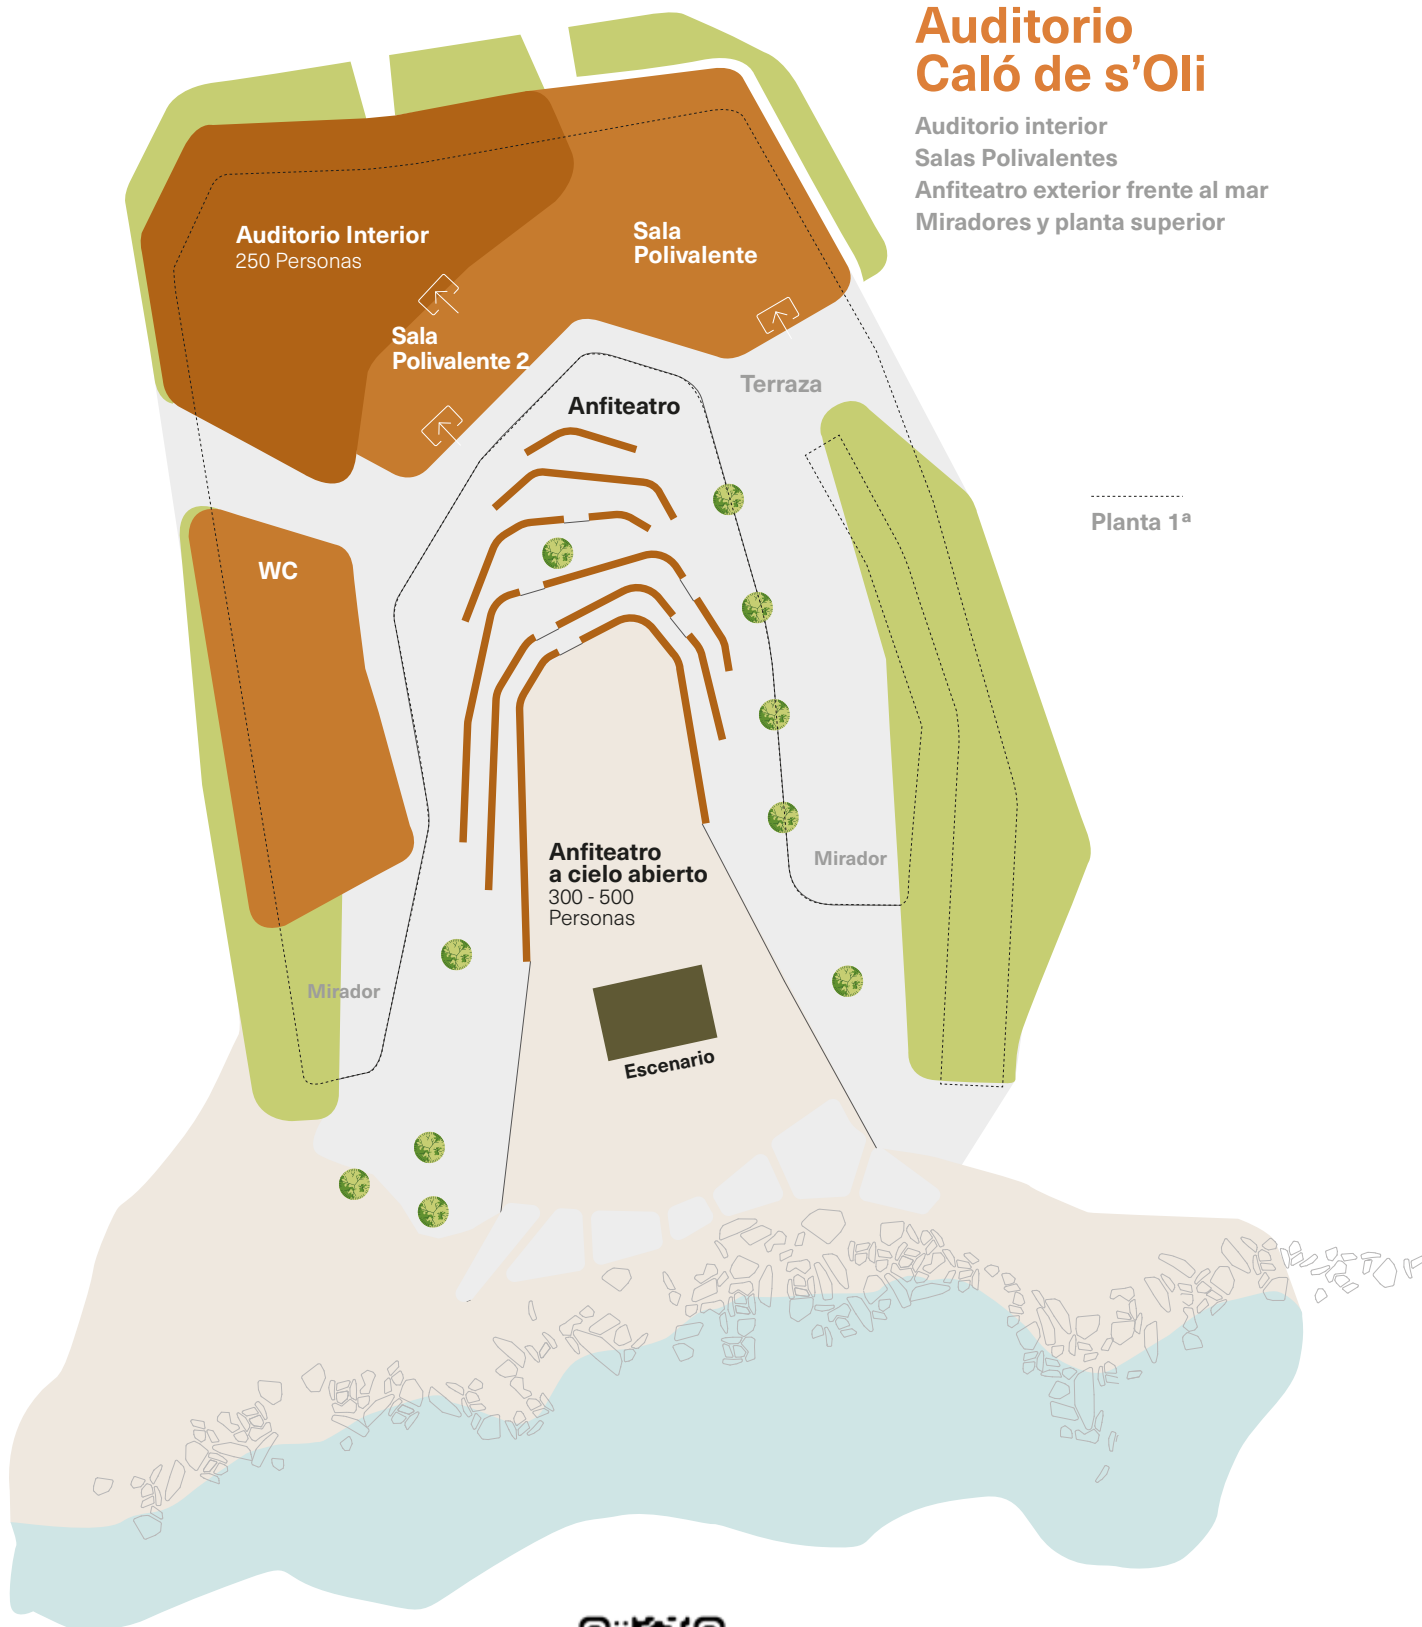 Auditorio
Caló de s'Oli
Auditorio interior
Salas Polivalentes
Anfiteatro exterior frente al mar
Miradores y planta superior
Auditorio Interior
250 Personas
Sala
Polivalente
Sala
Polivalente 2
Terraza
Anfiteatro
Planta 1ª
WC
Mirador
Anfiteatro
a cielo abierto
300 - 500
Personas
Mirador
Escenario